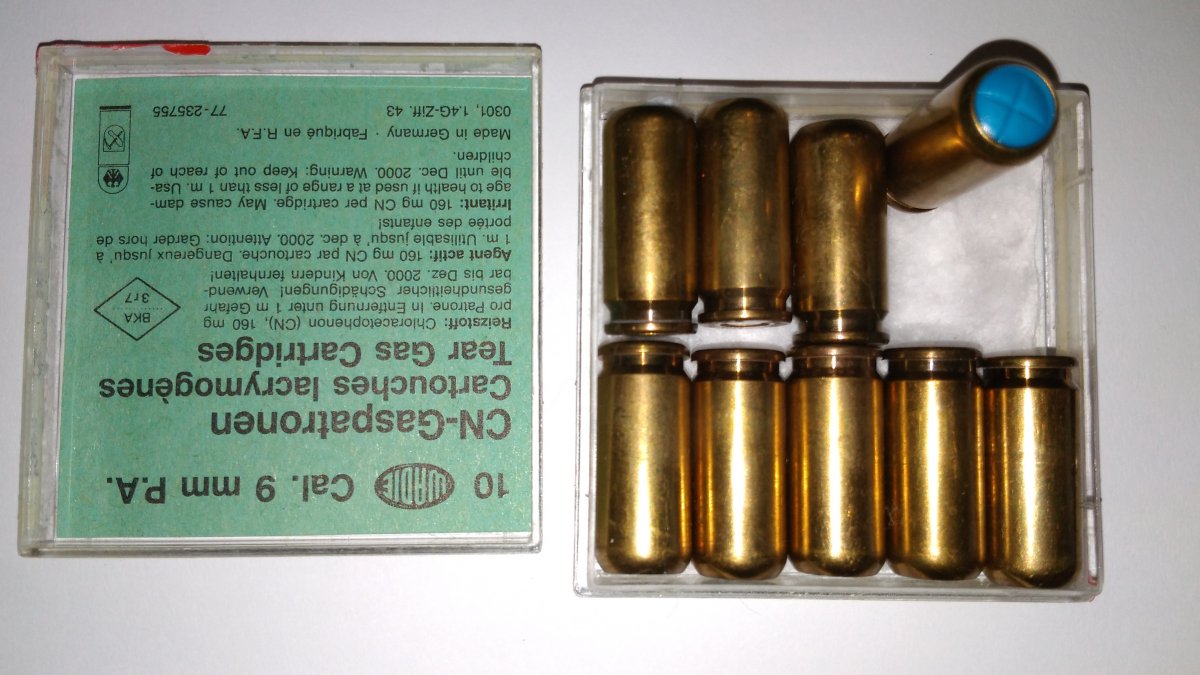 10 WADIE Cal. 9 mm P.A.
CN-Gaspatronen
Cartouches lacrymogènes
Tear Gas Cartridges
Reizstoff: Chloracetophenon (CN), 160 mg
pro Patrone. In Entfernung unter 1 m Gefahr
gesundheitlicher Schädigungen! Verwend-
bar bis Dez. 2000. Von Kindern fernhalten!
BKA
3r7
Agent actif: 160 mg CN par cartouche. Dangereux jusqu'à
1 m. Utilisable jusqu'à dec. 2000. Attention: Garder hors de
portée des enfants!
Irritant: 160 mg CN per cartridge. May cause dam-
age to health if used at a range of less than 1 m. Usa-
ble until Dec. 2000. Warning: Keep out of reach of
children.
Made in Germany · Fabriqué en R.F.A.
0301, 1.4G-Ziff. 43 77-235755